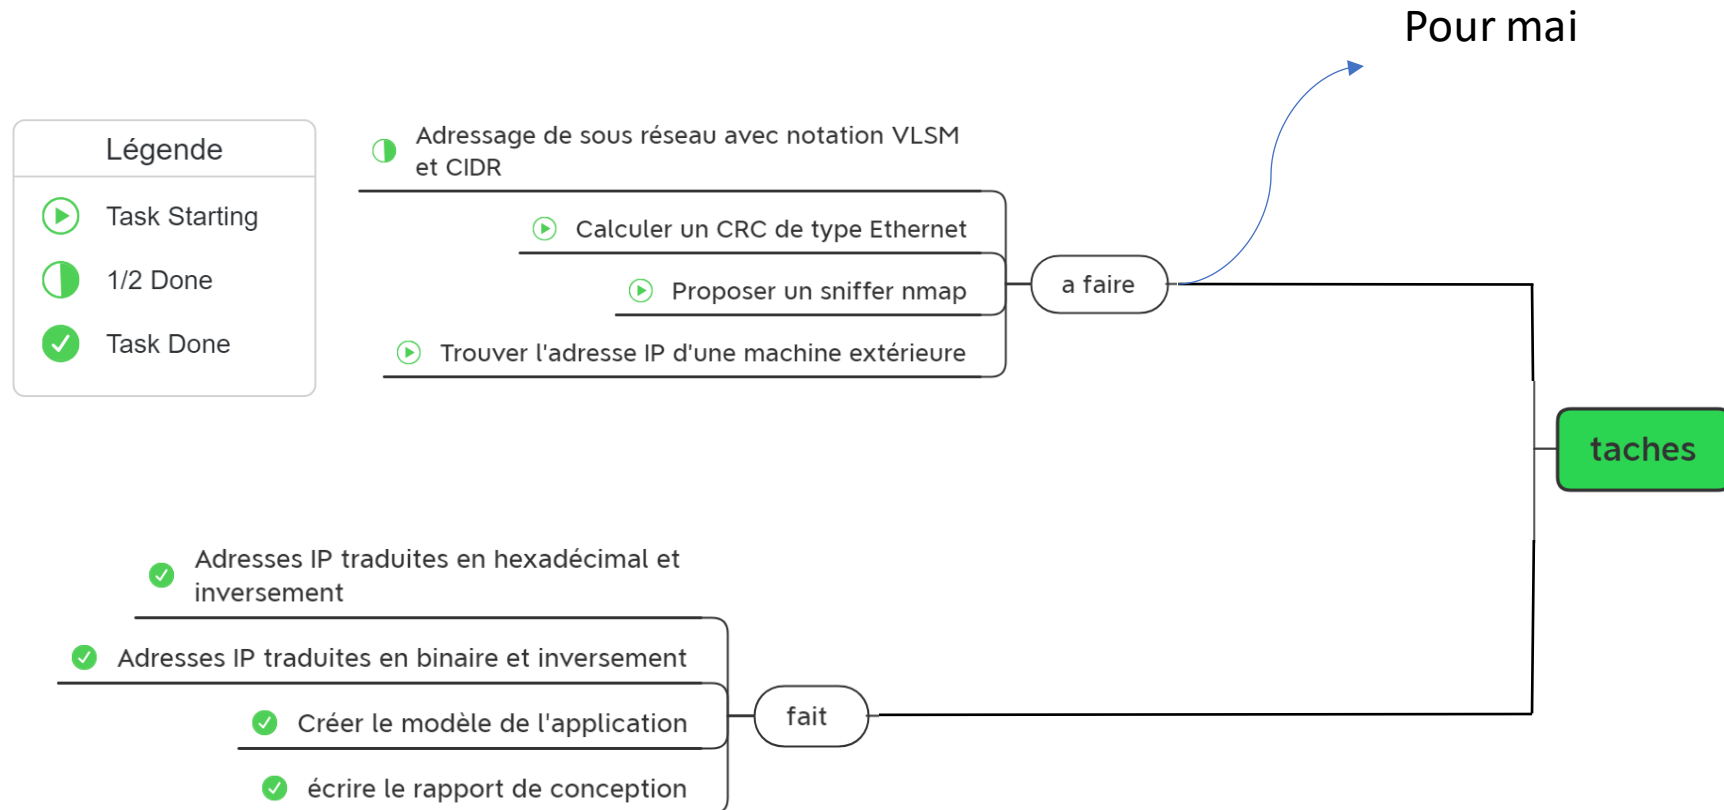 Pour mai
Légende
Task Starting
1/2 Done
Task Done
Adressage de sous réseau avec notation VLSM
et CIDR
Calculer un CRC de type Ethernet
Proposer un sniffer nmap
Trouver l'adresse IP d'une machine extérieure
a faire
taches
Adresses IP traduites en hexadécimal et
inversement
Adresses IP traduites en binaire et inversement
Créer le modèle de l'application
écrire le rapport de conception
fait